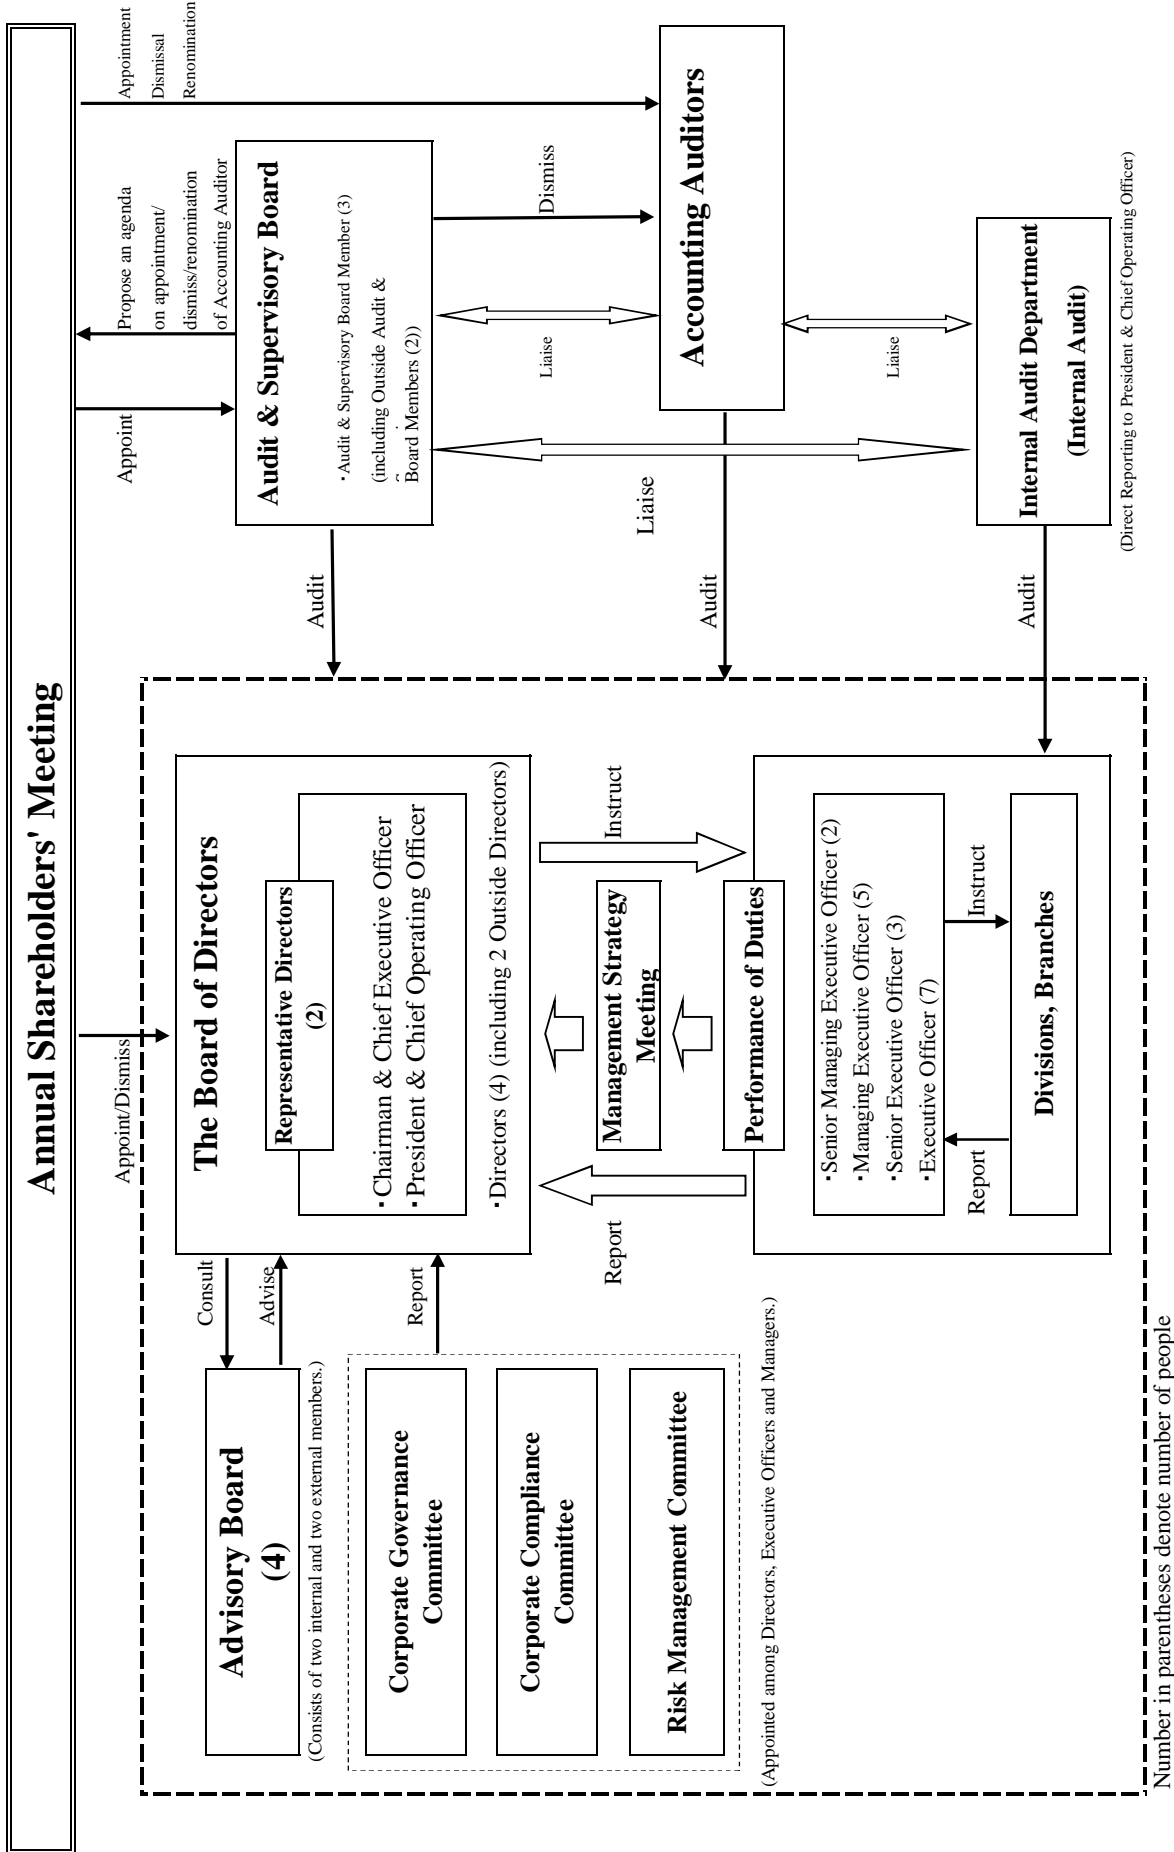 Annual Shareholders' Meeting
Appoint/Dismiss
Appoint
Propose an agenda
on appointment/
dismiss/renomination
of Accounting Auditor
Appointment
Dismissal
Renomination
The Board of Directors
Representative Directors
(2)
・Chairman & Chief Executive Officer
・President & Chief Operating Officer
・Directors (4) (including 2 Outside Directors)
Audit & Supervisory Board
・Audit & Supervisory Board Member (3)
(including Outside Audit &
Board Members (2))
Advisory Board
(4)
(Consists of two internal and two external members.)
Consult
Advise
Report
Audit
Dismiss
Liaise
Corporate Governance
Committee
Corporate Compliance
Committee
Risk Management Committee
(Appointed among Directors, Executive Officers and Managers.)
Report
Instruct
Management Strategy
Meeting
Liaise
Accounting Auditors
Audit
Liaise
Performance of Duties
・Senior Managing Executive Officer (2)
・Managing Executive Officer (5)
・Senior Executive Officer (3)
・Executive Officer (7)
Report
Instruct
Divisions, Branches
Audit
Internal Audit Department
(Internal Audit)
(Direct Reporting to President & Chief Operating Officer)
Number in parentheses denote number of people